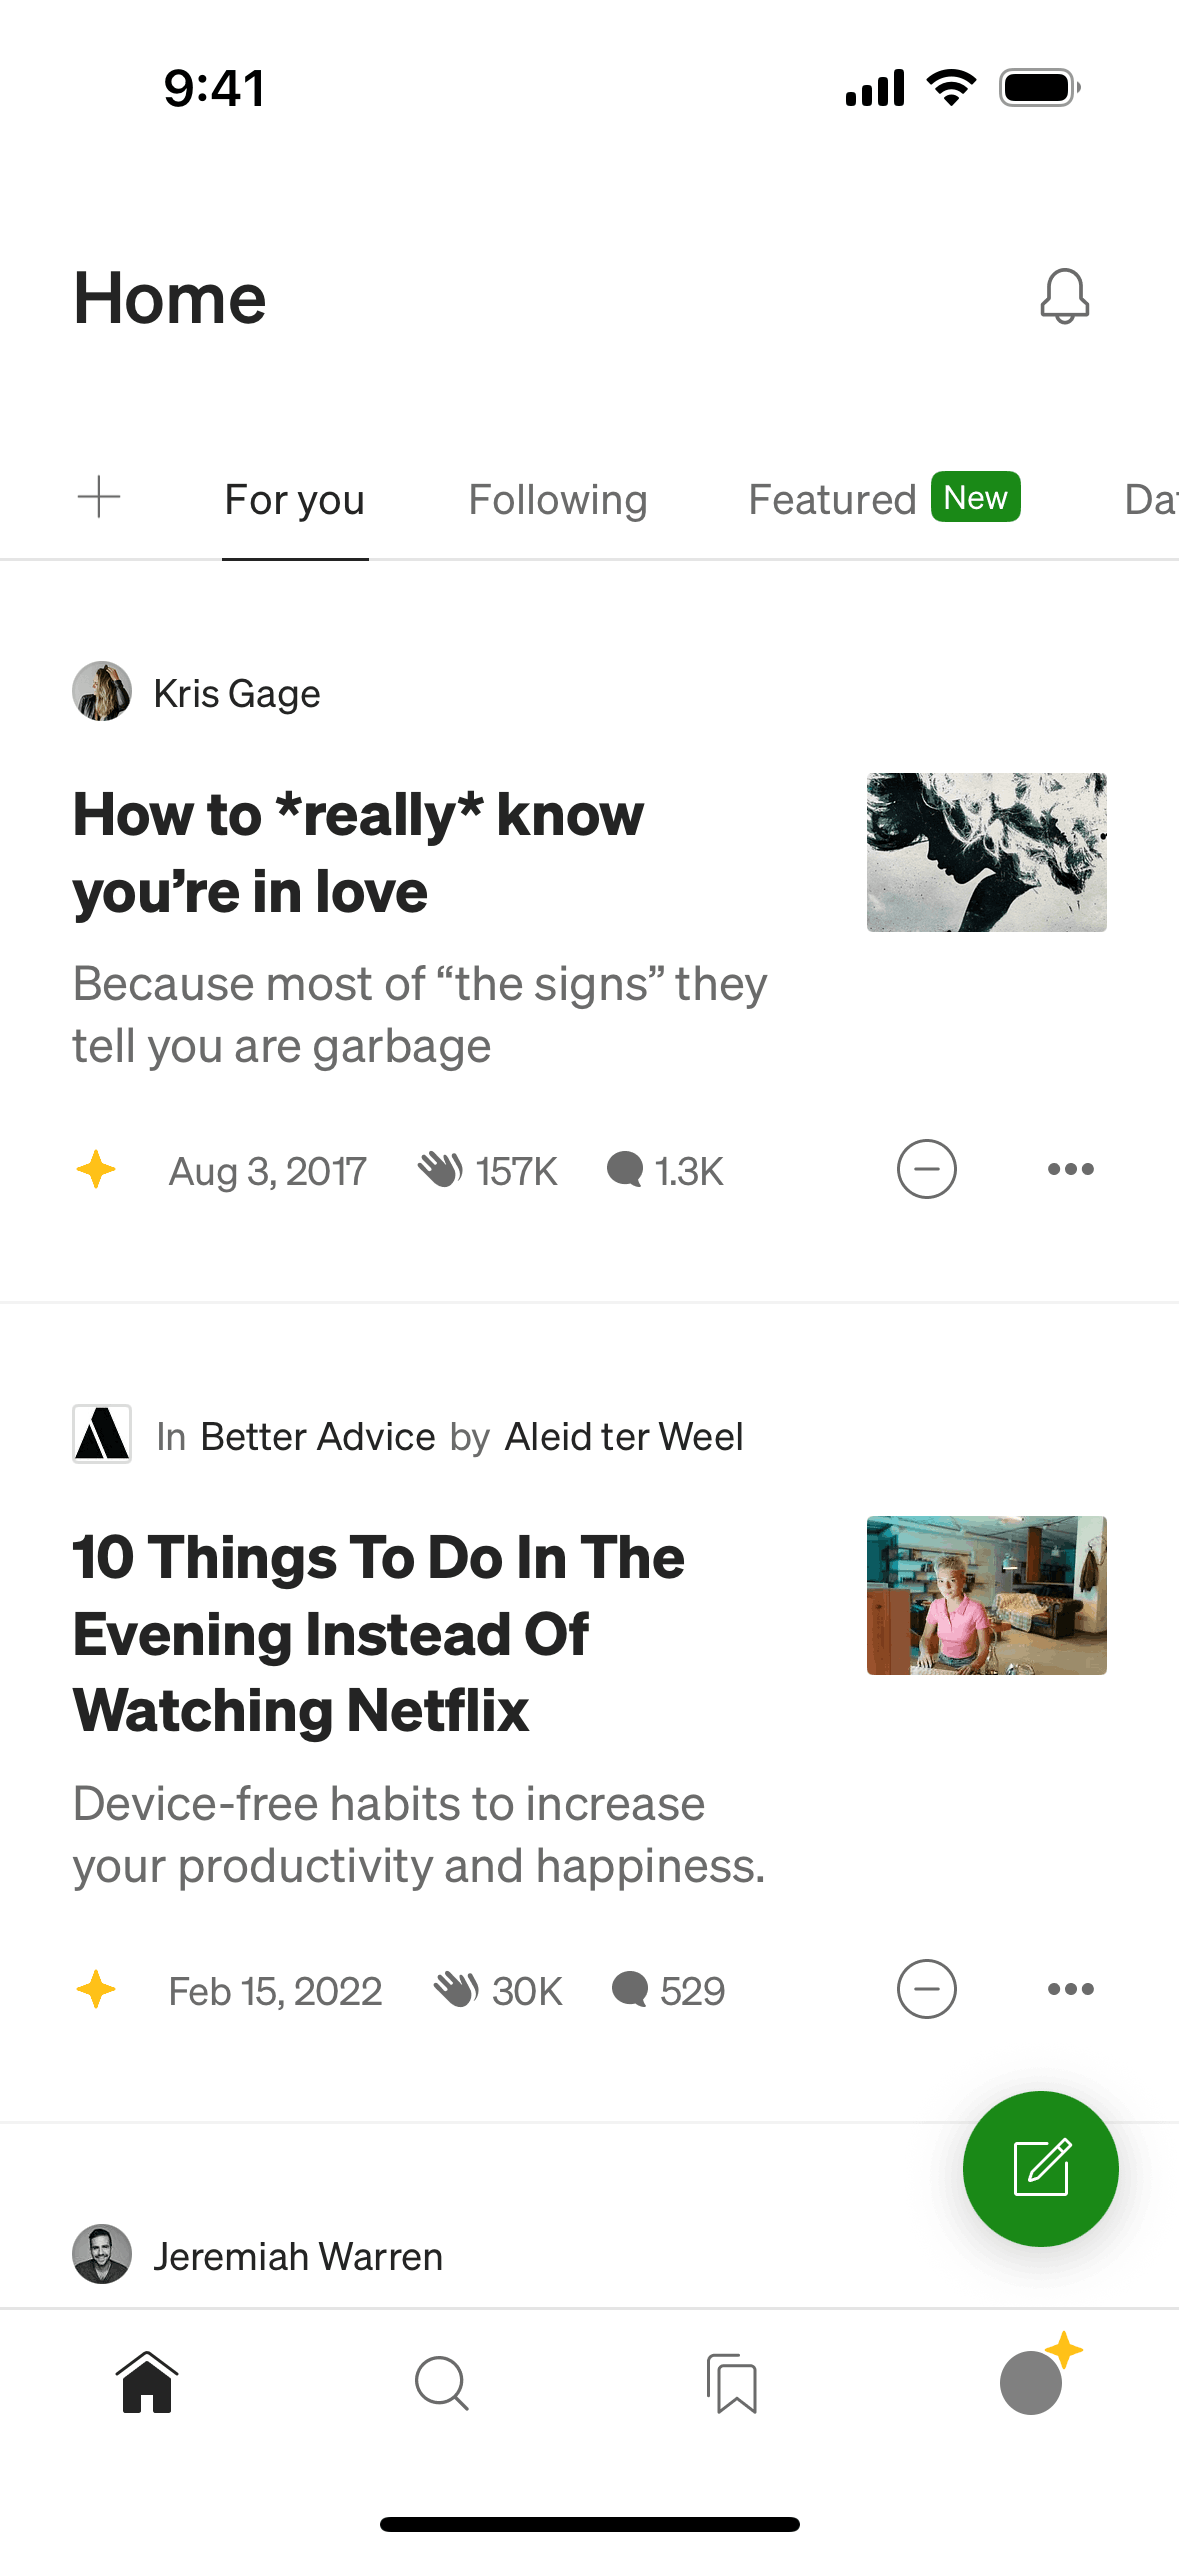 9:41
Home
For you Following Featured New Dat
Kris Gage
How to *really* know
you’re in love
Because most of “the signs” they
tell you are garbage
Aug 3, 2017 157K 1.3K
In Better Advice by Aleid ter Weel
10 Things To Do In The
Evening Instead Of
Watching Netflix
Device-free habits to increase
your productivity and happiness.
Feb 15, 2022 30K 529
Jeremiah Warren